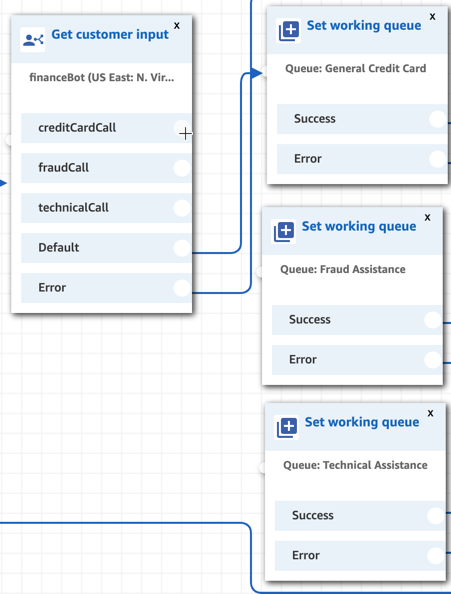 Get customer input
x
financeBot (US East: N. Vir...
creditCardCall
fraudCall
technicalCall
Default
Error
Set working queue
x
Queue: General Credit Card
Success
Error
Set working queue
x
Queue: Fraud Assistance
Success
Error
Set working queue
x
Queue: Technical Assistance
Success
Error